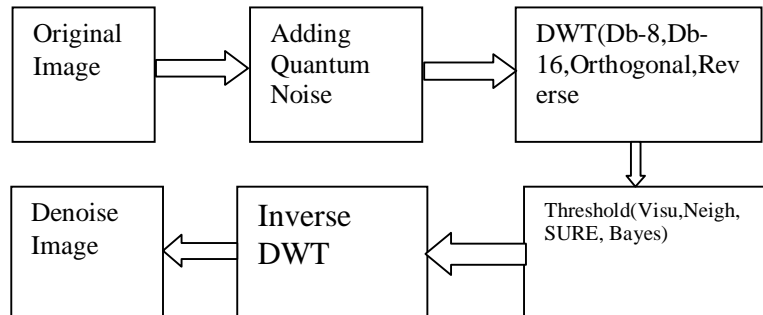 Original
Image
Adding
Quantum
Noise
DWT(Db-8,Db-
16,Orthogonal,Rev
erse
Denoise
Image
Inverse
DWT
Threshold(Visu,Neigh,
SURE, Bayes)